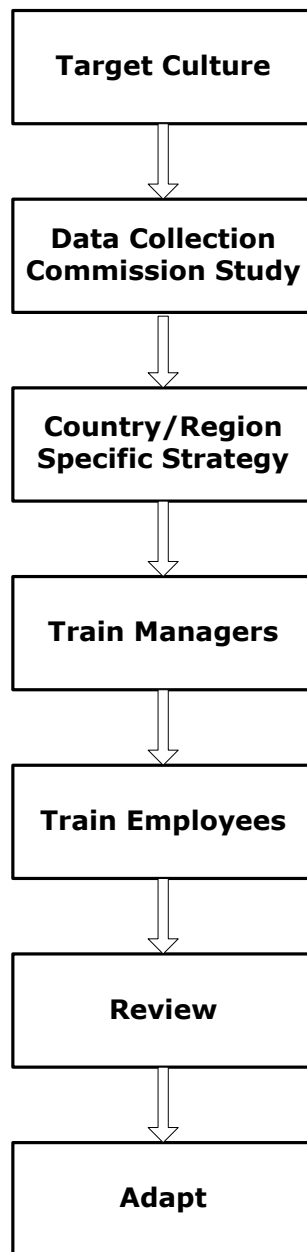 Target Culture
Data Collection
Commission Study
Country/Region
Specific Strategy
Train Managers
Train Employees
Review
Adapt